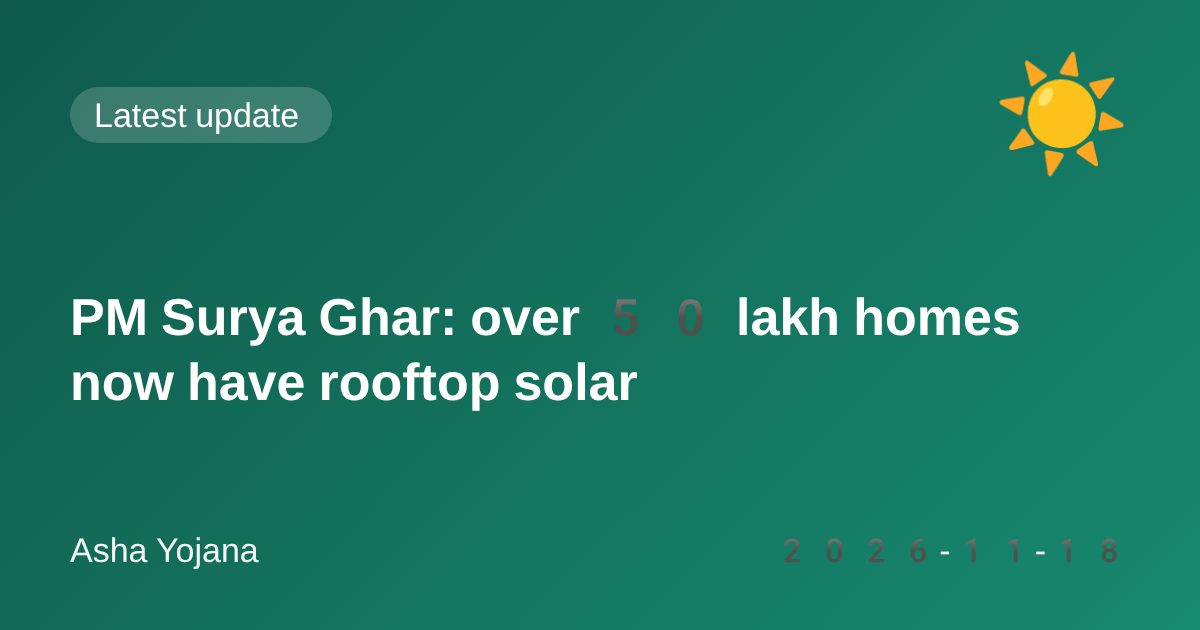 Latest update
PM Surya Ghar: over 50 lakh homes
now have rooftop solar
Asha Yojana
2026-11-18